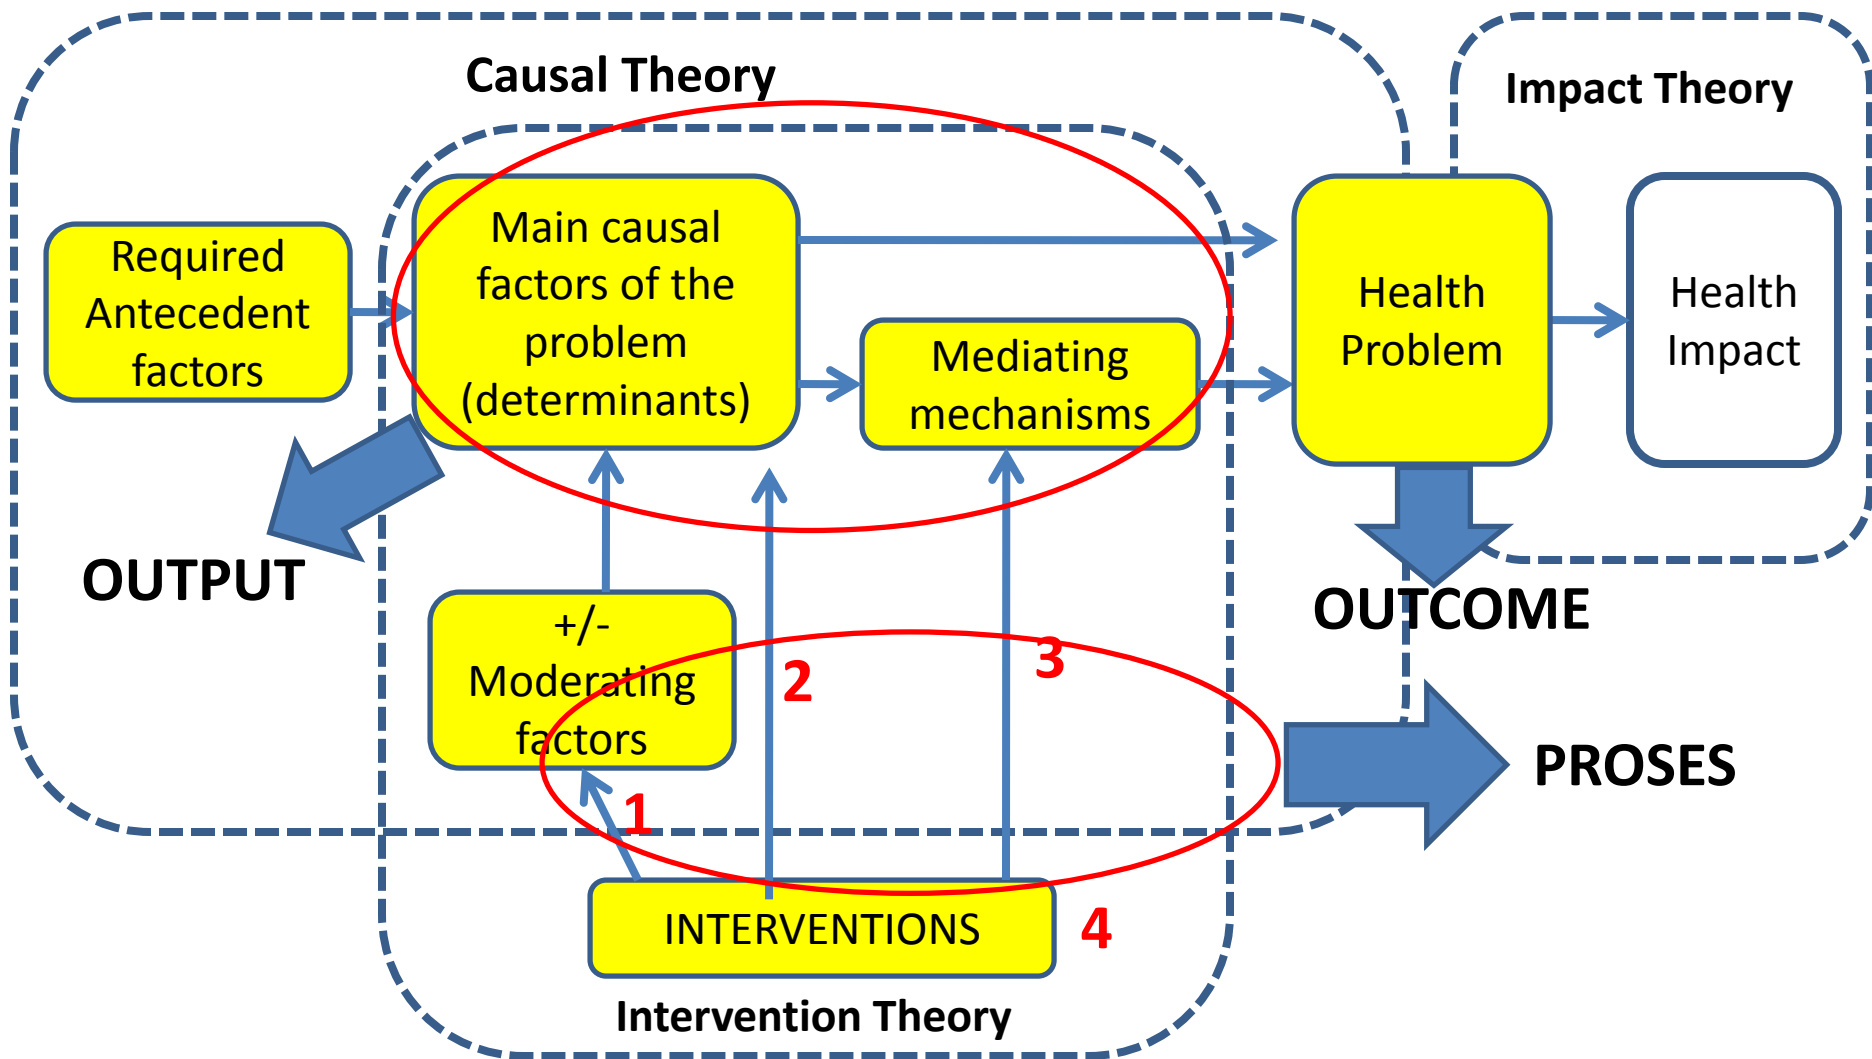 Causal Theory
Impact Theory
Required
Antecedent
factors
Main causal
factors of the
problem
(determinants)
Mediating
mechanisms
Health
Problem
Health
Impact
OUTPUT
OUTCOME
+/-
Moderating
factors
1
2
3
PROSES
INTERVENTIONS
4
Intervention Theory